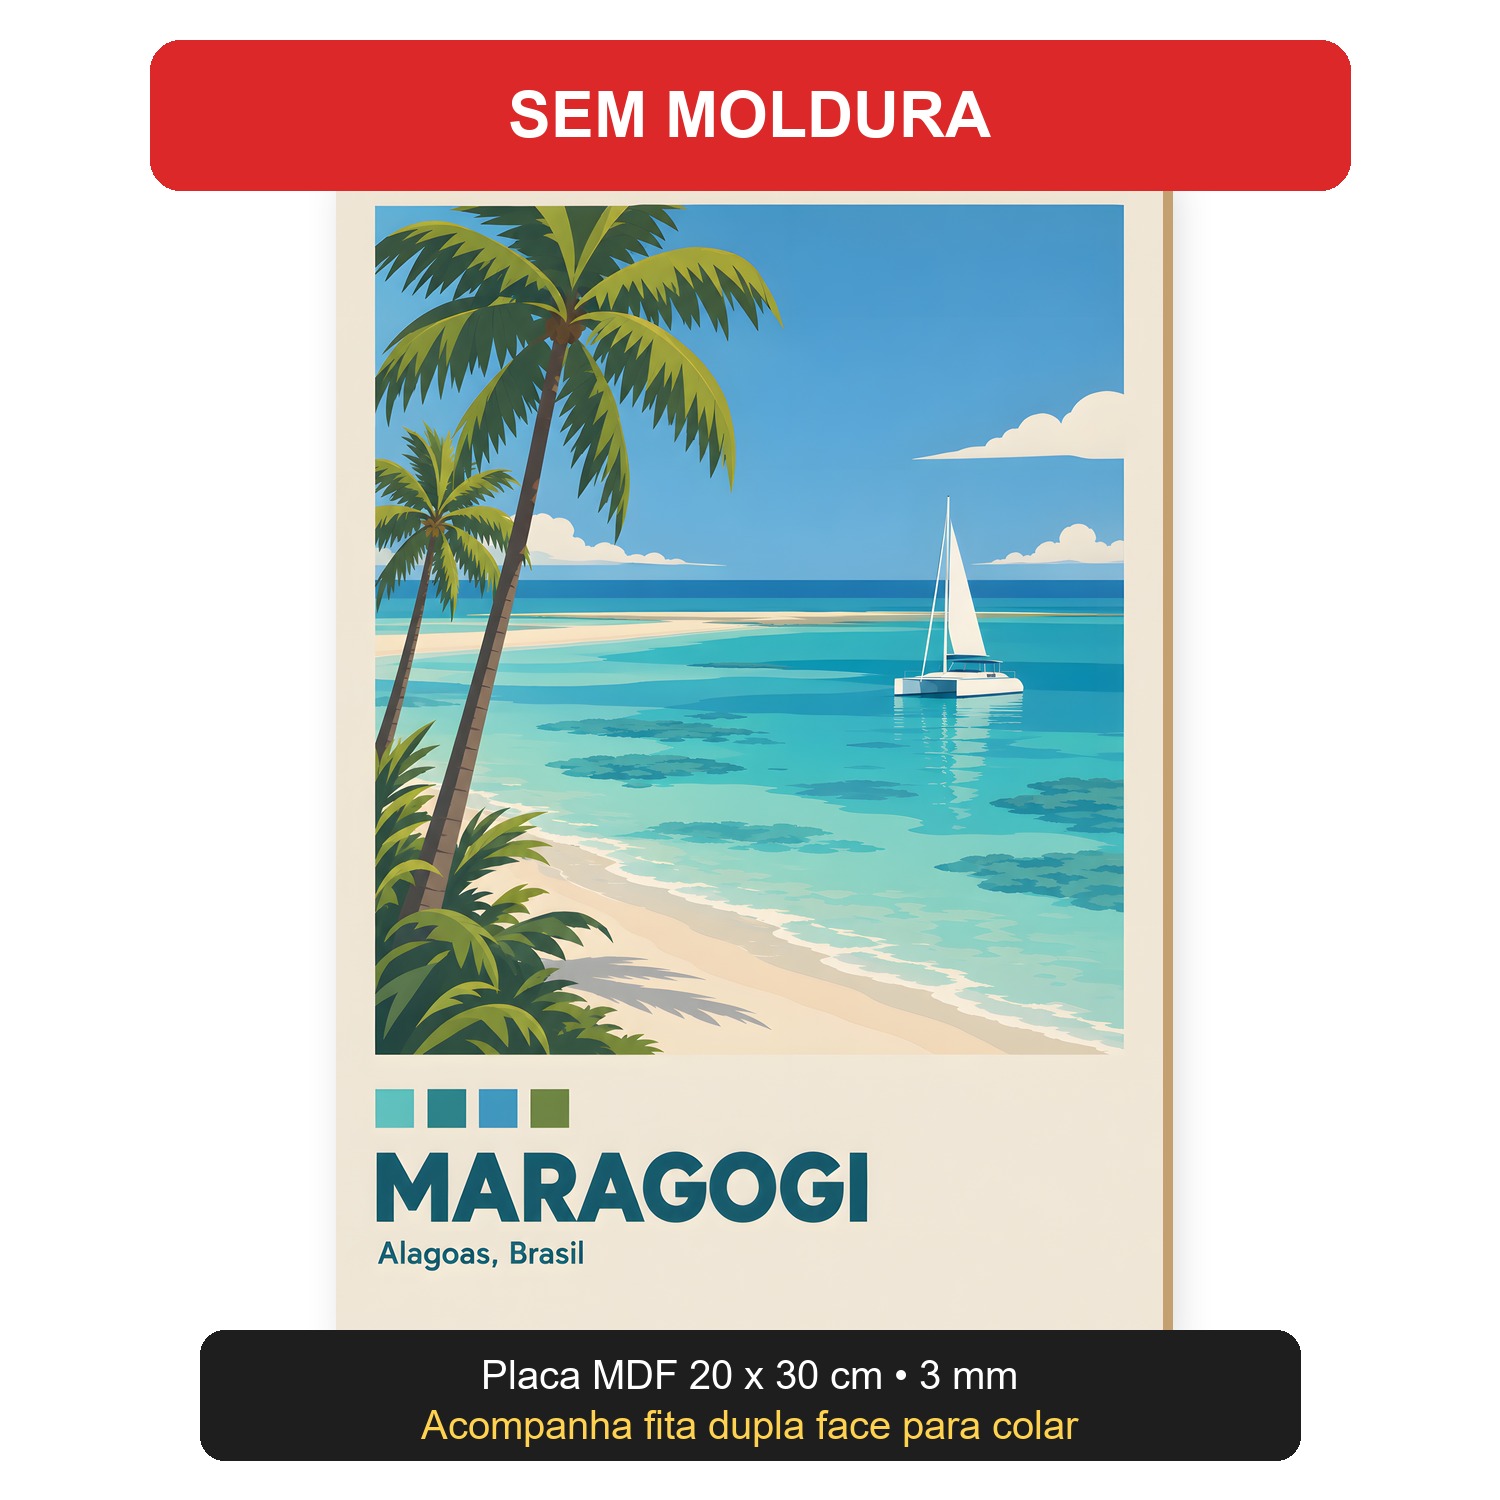 SEM MOLDURA
MARAGOGI
Alagoas, Brasil
Placa MDF 20 x 30 cm • 3 mm
Acompanha fita dupla face para colar